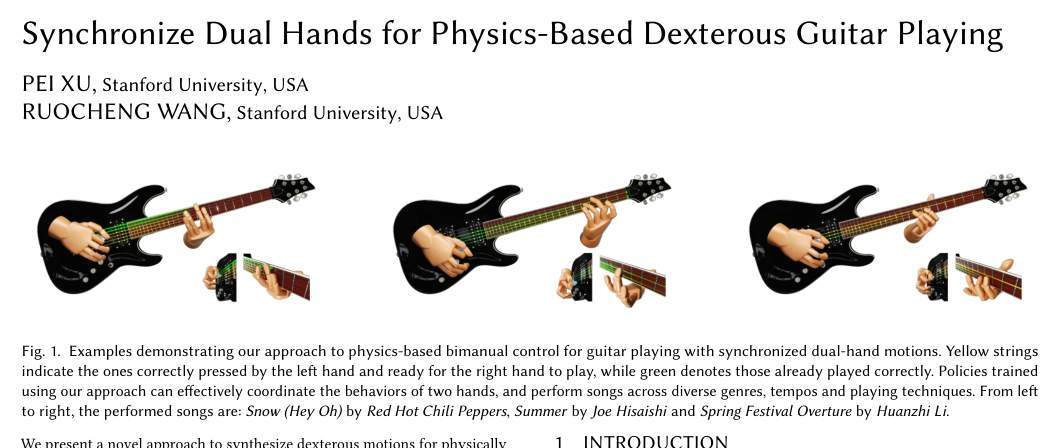 Synchronize Dual Hands for Physics-Based Dexterous Guitar Playing
PEI XU, Stanford University, USA
RUOCHENG WANG, Stanford University, USA
Fig. 1. Examples demonstrating our approach to physics-based bimanual control for guitar playing with synchronized dual-hand motions. Yellow strings
indicate the ones correctly pressed by the left hand and ready for the right hand to play, while green denotes those already played correctly. Policies trained
using our approach can effectively coordinate the behaviors of two hands, and perform songs across diverse genres, tempos and playing techniques. From left
to right, the performed songs are: Snow (Hey Oh) by Red Hot Chili Peppers, Summer by Joe Hisaishi and Spring Festival Overture by Huanzhi Li.
We present a novel approach to synthesize dexterous motions for physically
1 INTRODUCTION